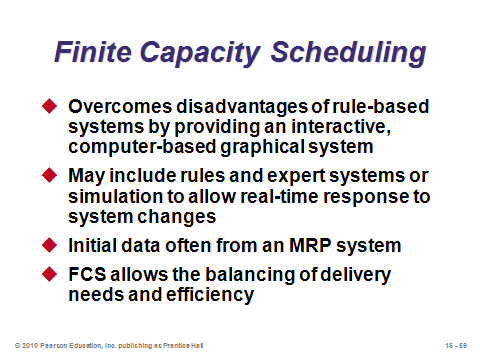 Finite Capacity Scheduling
Overcomes disadvantages of rule-based
systems by providing an interactive,
computer-based graphical system
May include rules and expert systems or
simulation to allow real-time response to
system changes
Initial data often from an MRP system
FCS allows the balancing of delivery
needs and efficiency
© 2010 Pearson Education, Inc. publishing as Prentice Hall
15 - 59